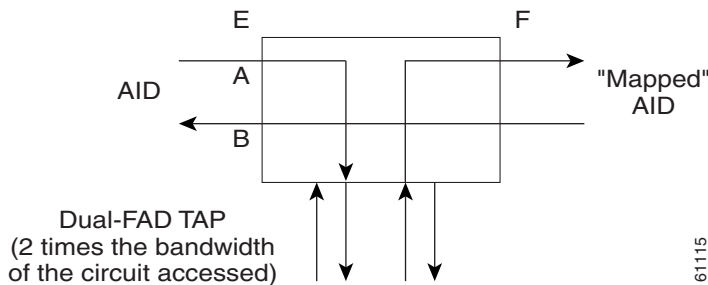 E
F
A
AID
"Mapped"
AID
B
Dual-FAD TAP
(2 times the bandwidth
of the circuit accessed)
61115